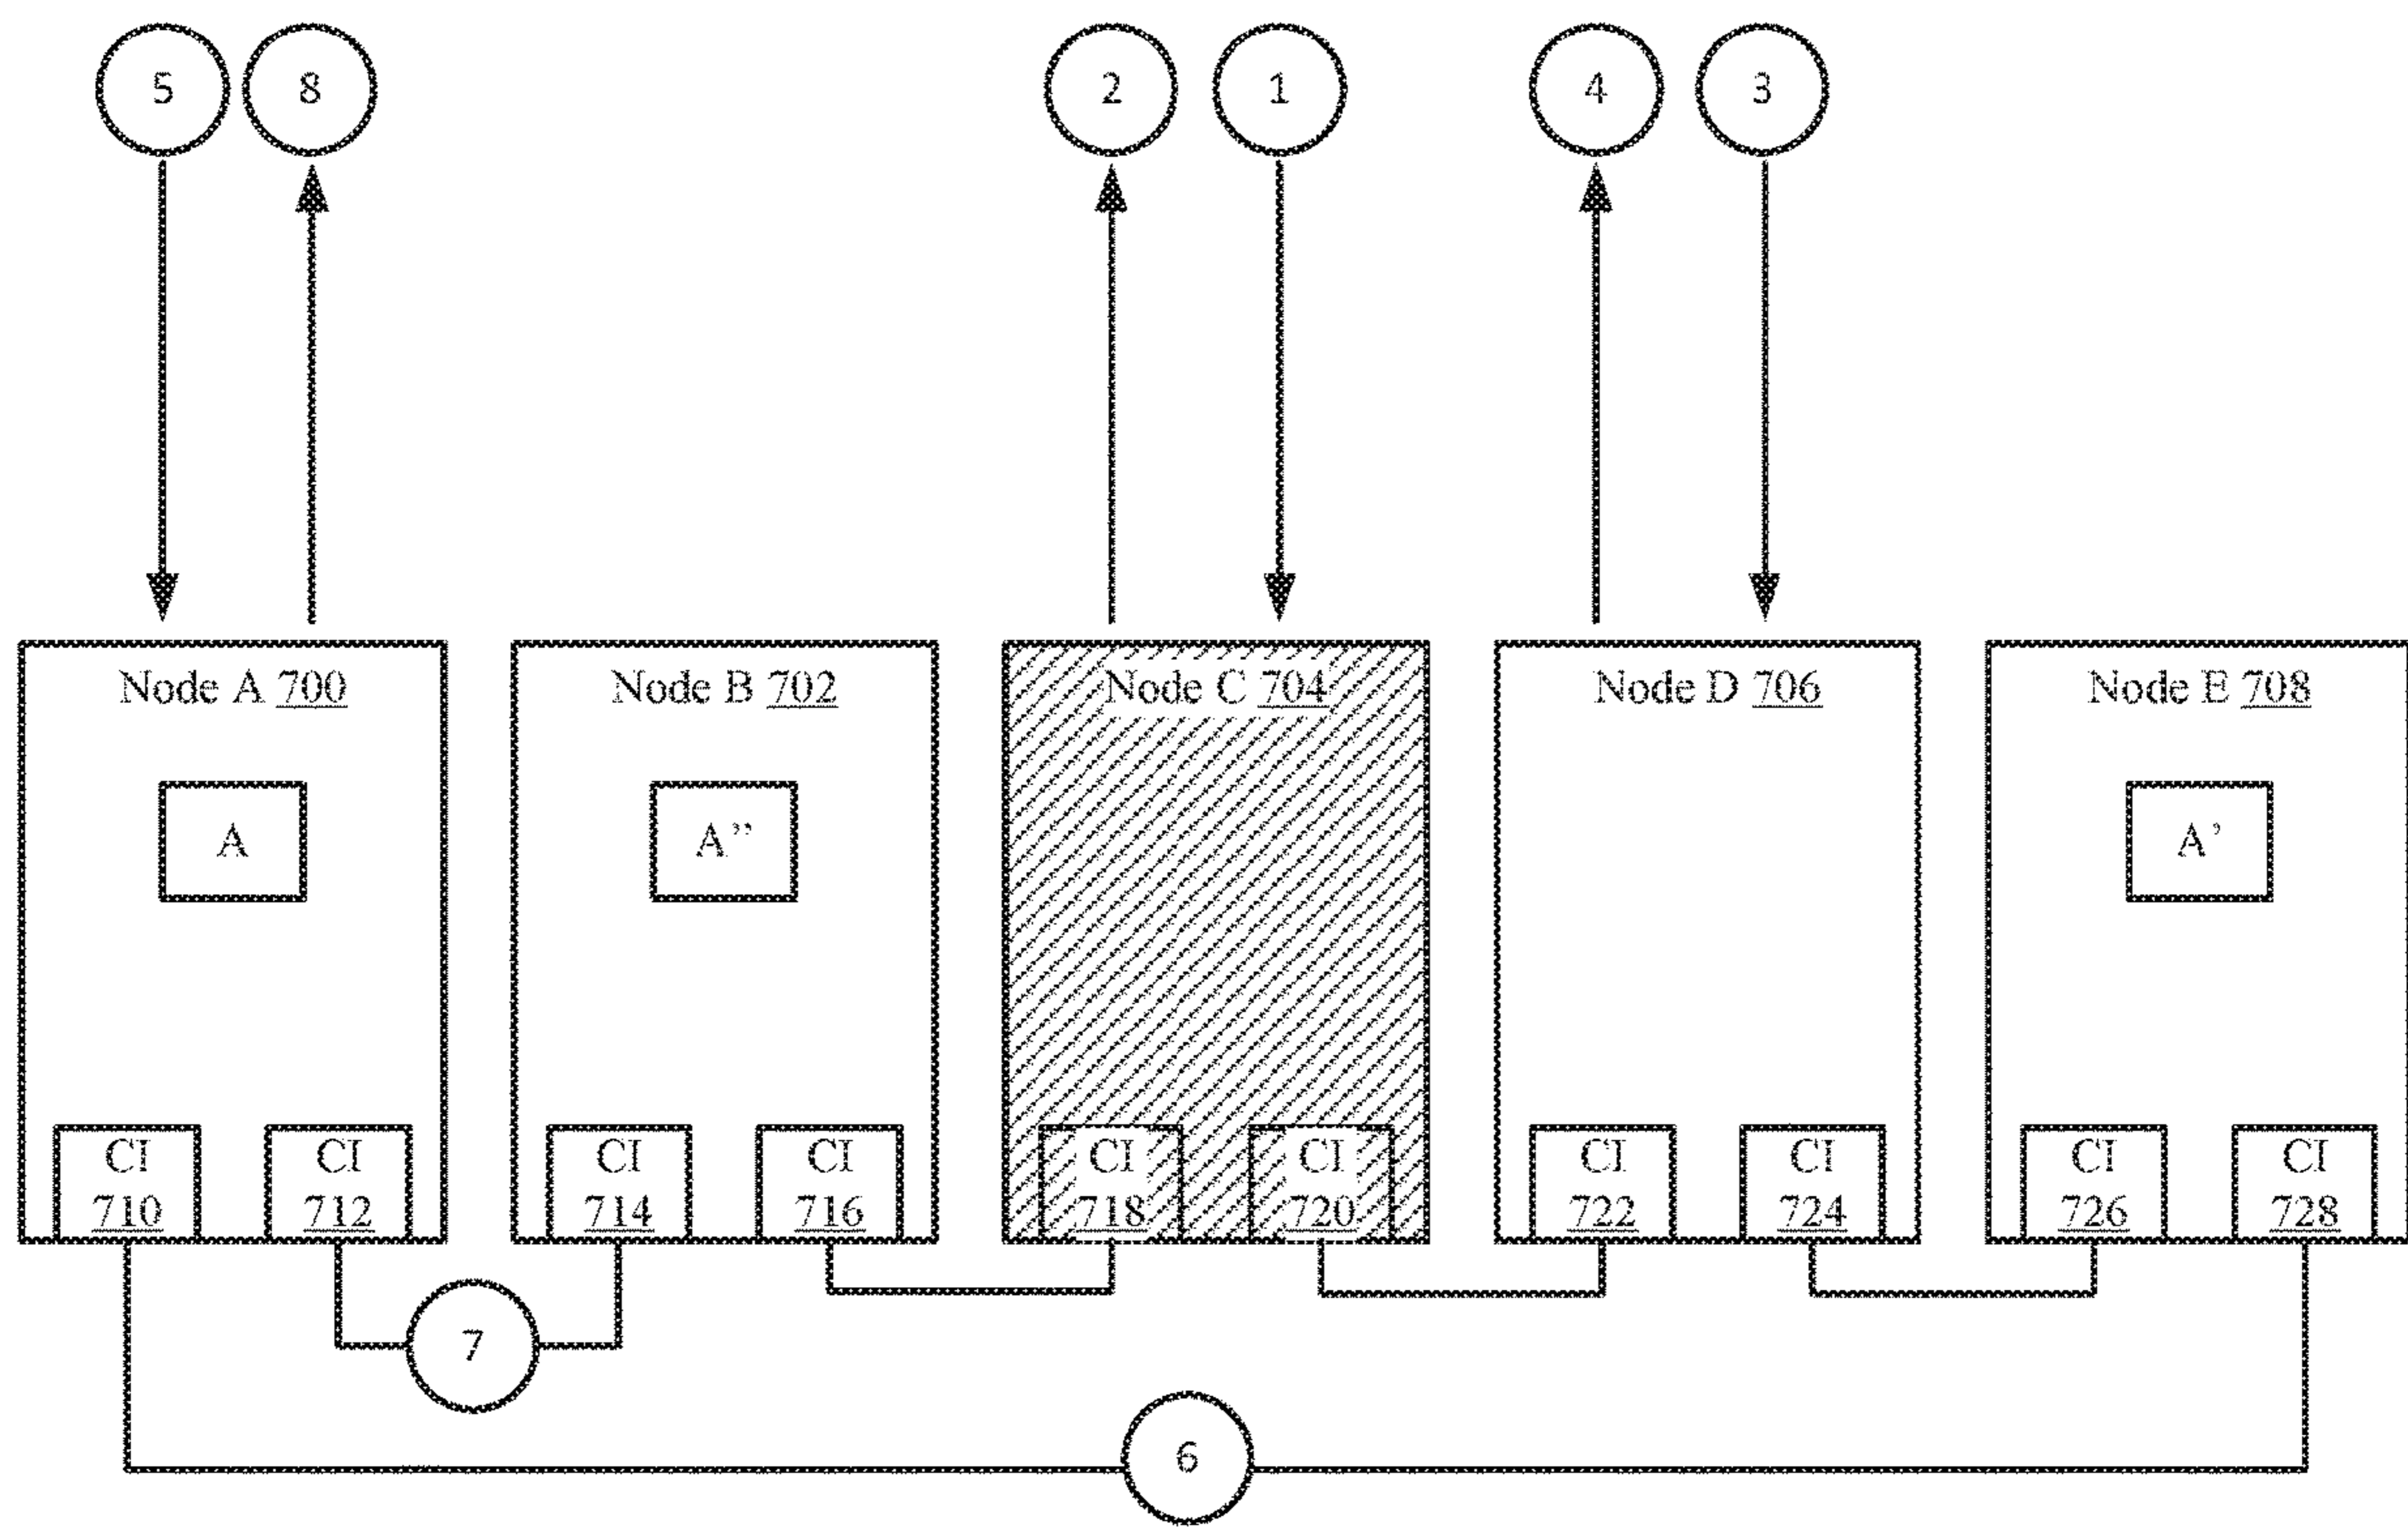 5
8
2
1
4
3
Node A 700
Node B 702
Node C 704
Node D 706
Node E 708
A
A’’
A’
CI
710
CI
712
CI
714
CI
716
CI
718
CI
720
CI
722
CI
724
CI
726
CI
728
7
6